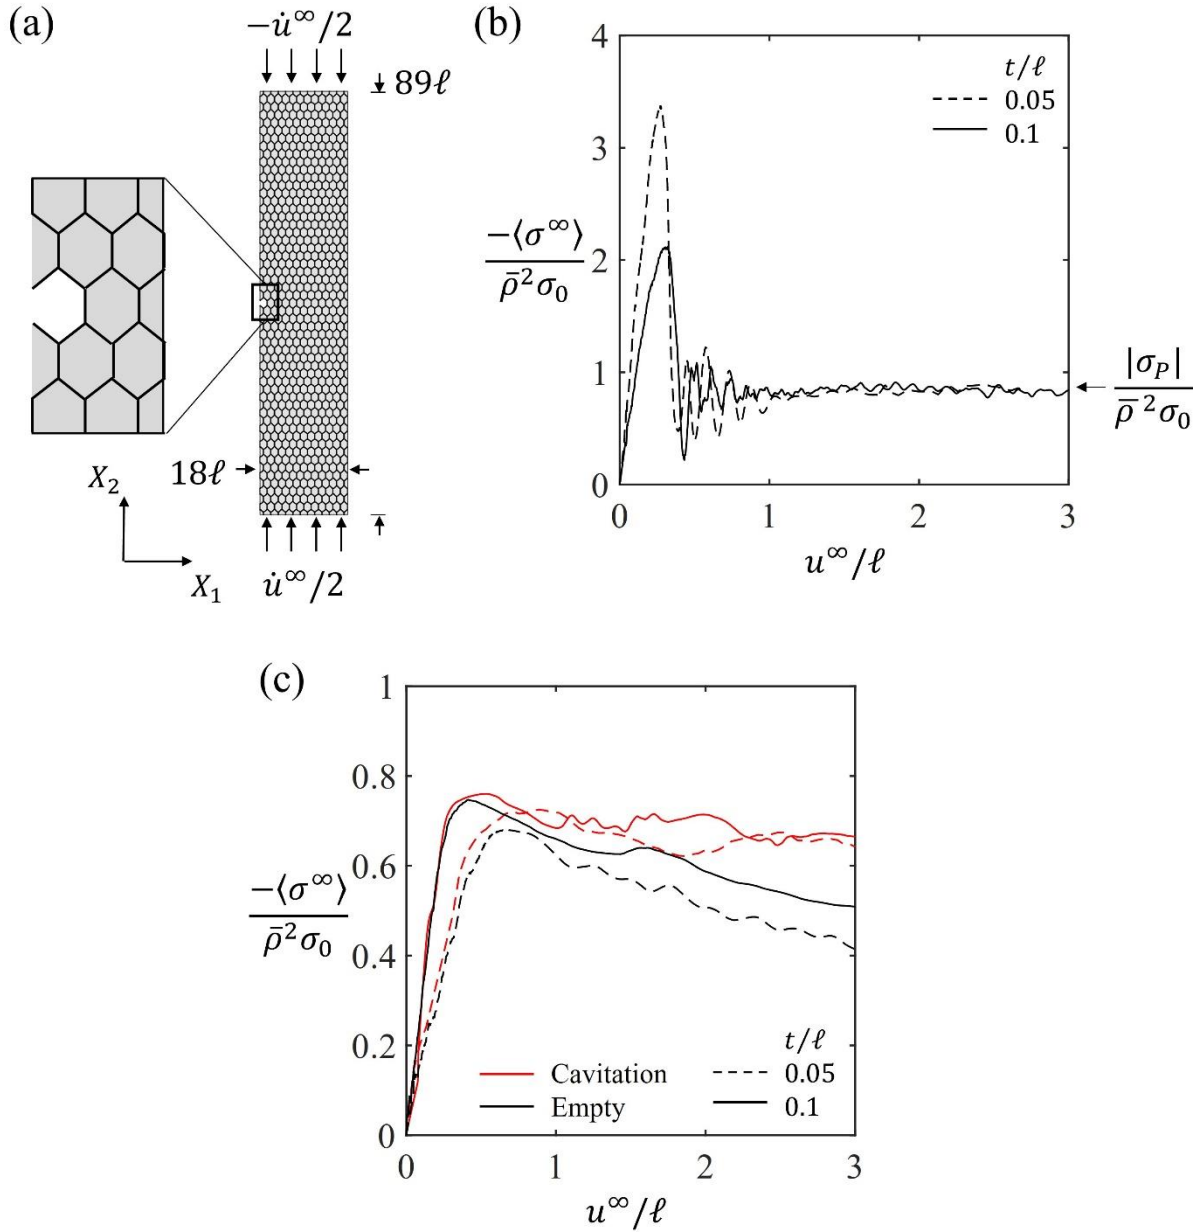 (a)
−u̇∞/2
89ℓ
18ℓ
X₂
X₁
u̇∞/2
(b)
4
3
2
1
0
−⟨σ∞⟩
ρ̄²σ₀
t/ℓ
0.05
0.1
|σ_P|
ρ̄²σ₀
0 1 2 3
u∞/ℓ
(c)
1
0.8
0.6
0.4
0.2
0
−⟨σ∞⟩
ρ̄²σ₀
t/ℓ
Cavitation 0.05
Empty 0.1
0 1 2 3
u∞/ℓ